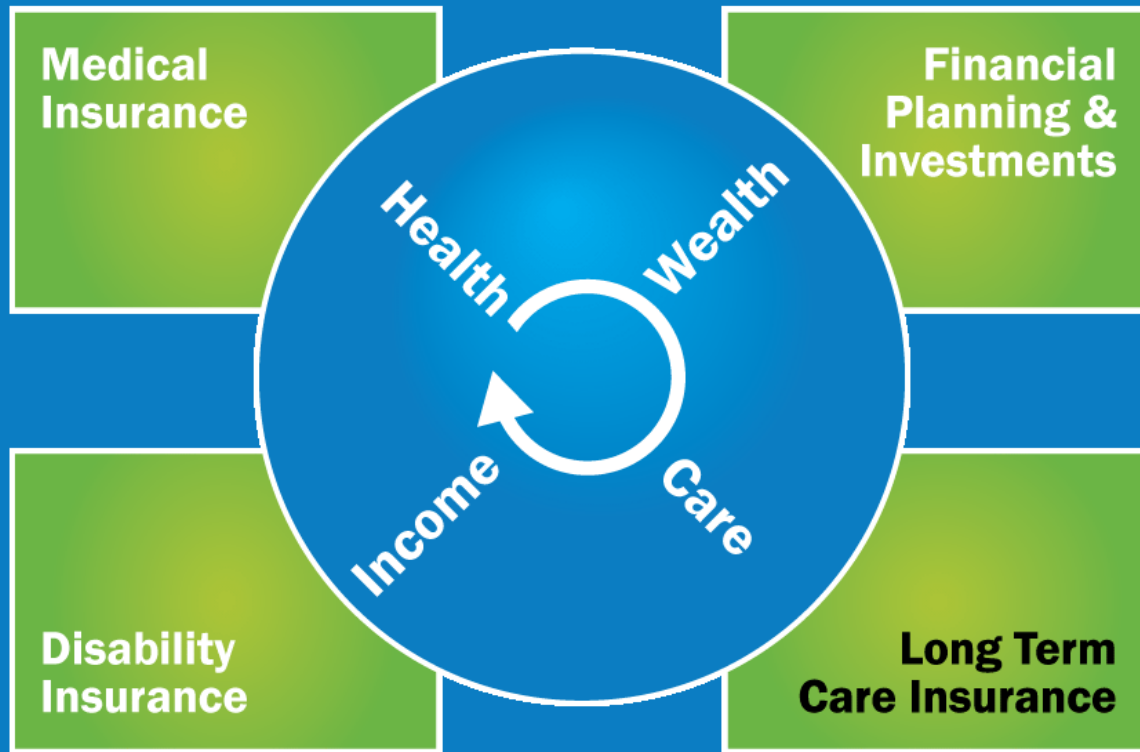 Medical
Insurance
Financial
Planning &
Investments
Health
Wealth
Income
Care
Disability
Insurance
Long Term
Care Insurance